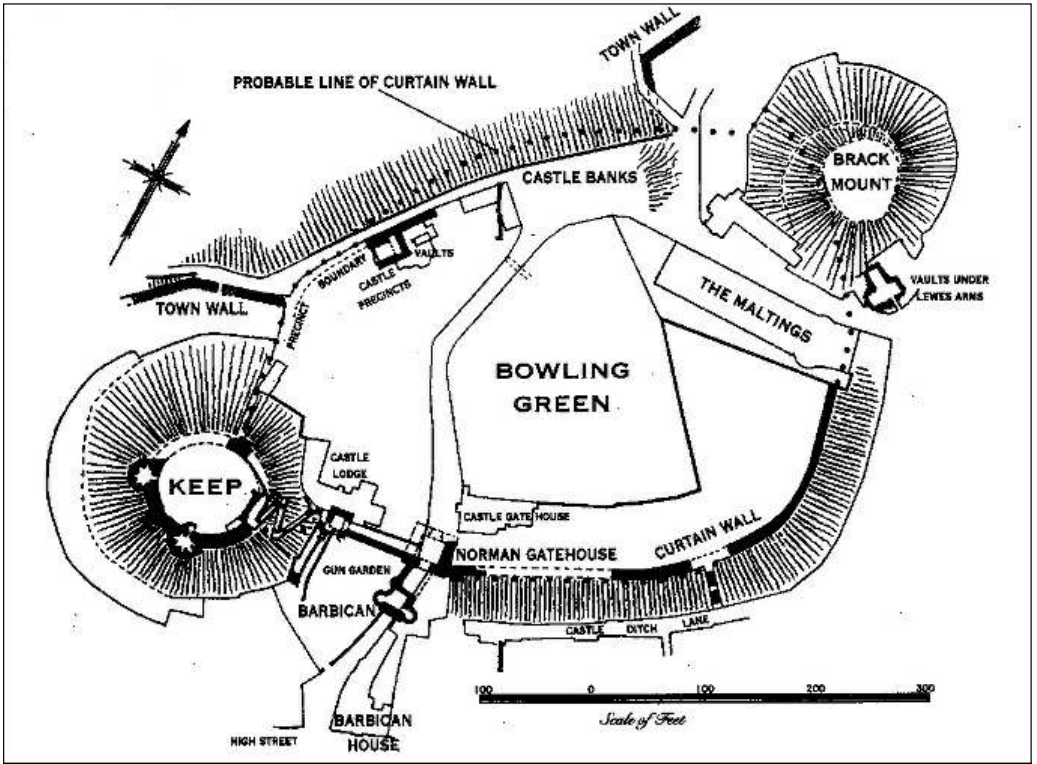 TOWN WALL
PROBABLE LINE OF CURTAIN WALL
BRACK
MOUNT
CASTLE BANKS
BOUNDARY
VAULTS
CASTLE
PRECINCTS
VAULTS UNDER
LEWES ARMS
TOWN WALL
PRECINCT
THE MALTINGS
BOWLING
GREEN
CASTLE
LODGE
KEEP
CASTLE GATE HOUSE
CURTAIN WALL
NORMAN GATEHOUSE
GUN GARDEN
BARBICAN
CASTLE DITCH LANE
100 0 100 200 300
Scale of Feet
BARBICAN
HOUSE
HIGH STREET